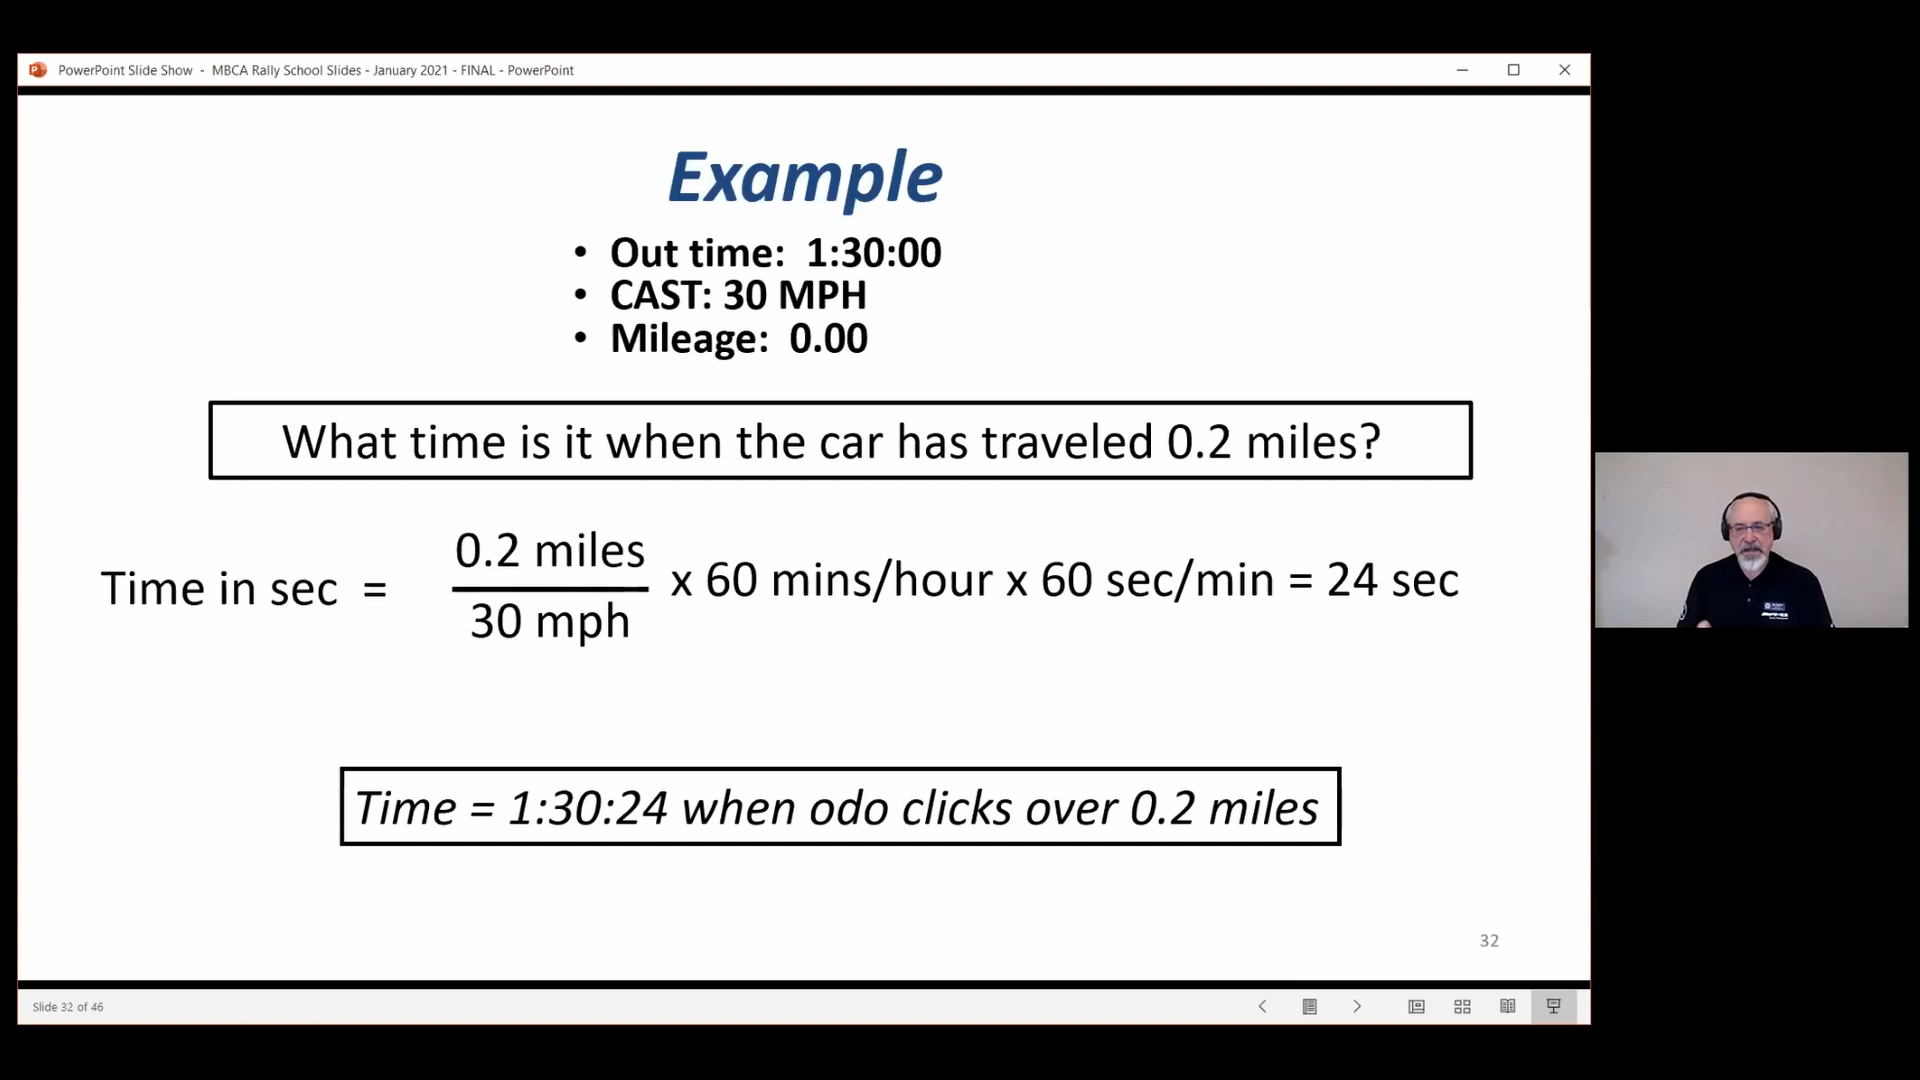 PowerPoint Slide Show - MBCA Rally School Slides - January 2021 - FINAL - PowerPoint
Example
• Out time: 1:30:00
• CAST: 30 MPH
• Mileage: 0.00
What time is it when the car has traveled 0.2 miles?
Time in sec = 0.2 miles / 30 mph x 60 mins/hour x 60 sec/min = 24 sec
Time = 1:30:24 when odo clicks over 0.2 miles
32
Slide 32 of 46